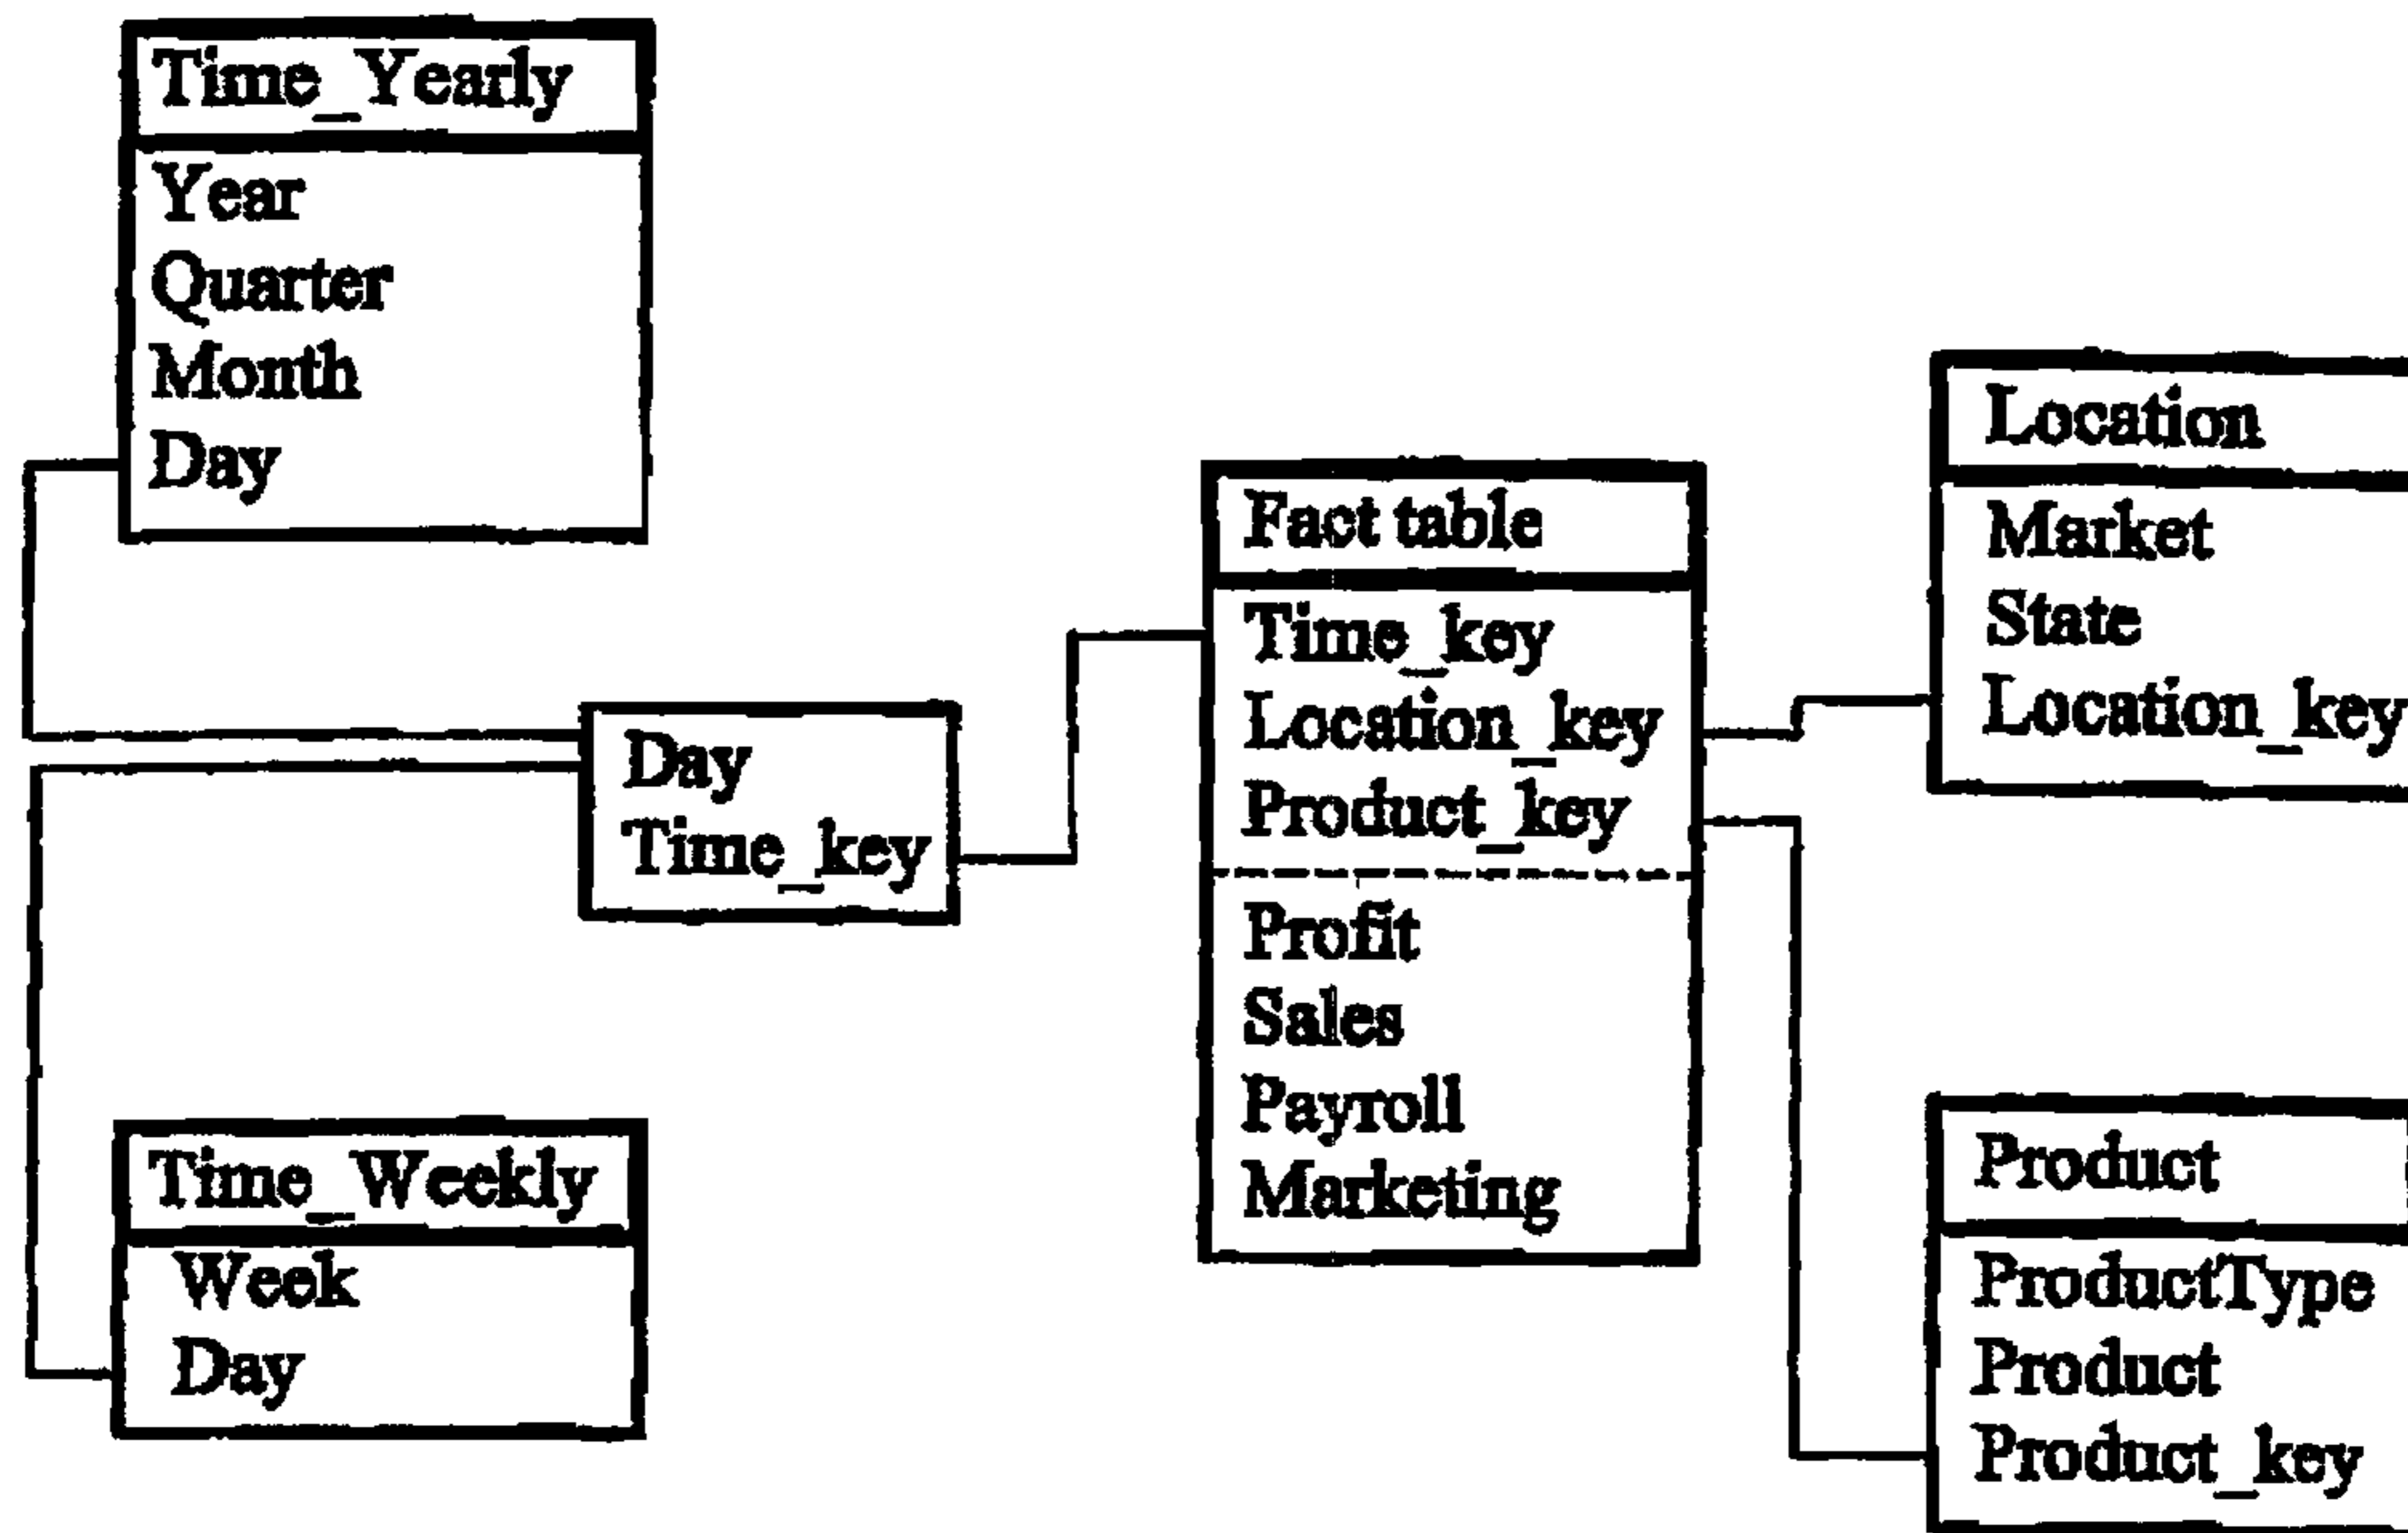 Time_Yearly
Year
Quarter
Month
Day
Day
Time_key
Time_Weekly
Week
Day
Fact table
Time_key
Location_key
Product_key
Profit
Sales
Payroll
Marketing
Location
Market
State
Location_key
Product
ProductType
Product
Product_key